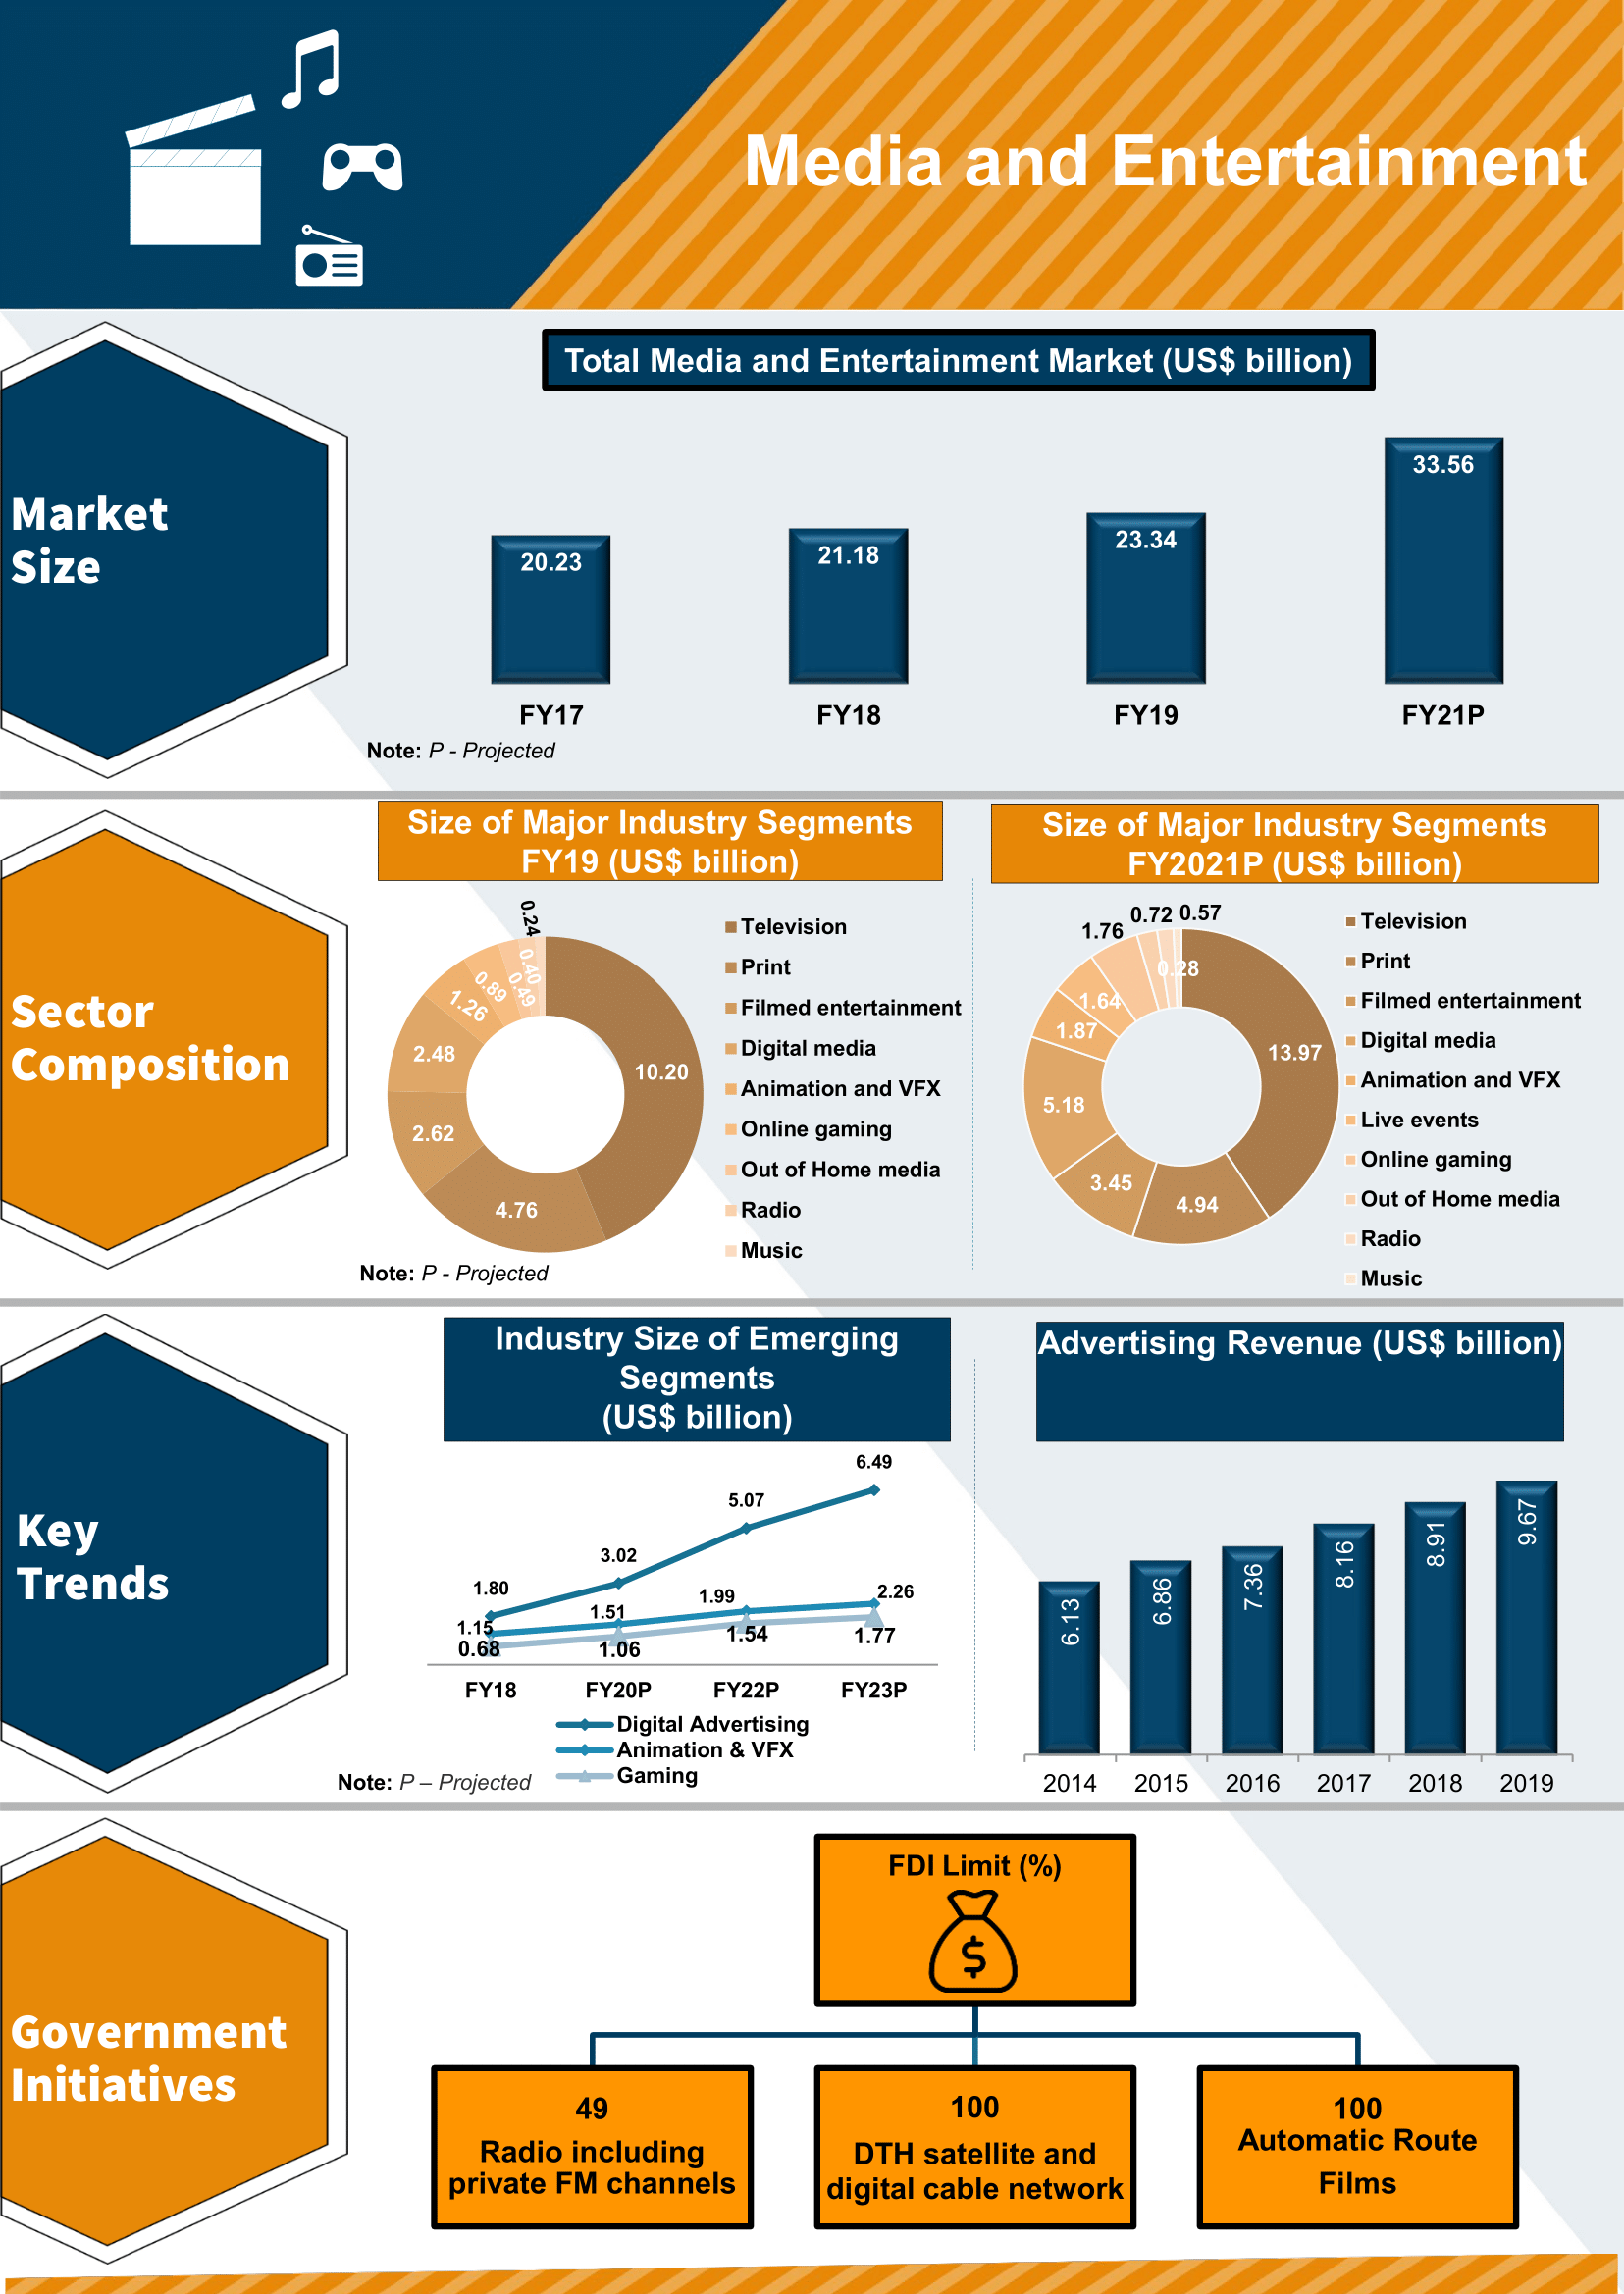 Media and Entertainment
Total Media and Entertainment Market (US$ billion)
Market
Size
20.23
21.18
23.34
33.56
FY17
FY18
FY19
FY21P
Note: P - Projected
Sector
Composition
Size of Major Industry Segments
FY19 (US$ billion)
10.20
4.76
2.62
2.48
1.26
0.89
0.49
0.40
0.24
Television
Print
Filmed entertainment
Digital media
Animation and VFX
Online gaming
Out of Home media
Radio
Music
Note: P - Projected
Size of Major Industry Segments
FY2021P (US$ billion)
13.97
4.94
3.45
5.18
1.87
1.64
1.76
0.72
0.57
0.28
Television
Print
Filmed entertainment
Digital media
Animation and VFX
Live events
Online gaming
Out of Home media
Radio
Music
Key
Trends
Industry Size of Emerging
Segments
(US$ billion)
6.49
5.07
3.02
1.80
1.15
1.51
1.99
2.26
0.68
1.06
1.54
1.77
FY18
FY20P
FY22P
FY23P
Digital Advertising
Animation & VFX
Gaming
Note: P – Projected
Advertising Revenue (US$ billion)
6.13
6.86
7.36
8.16
8.91
9.67
2014
2015
2016
2017
2018
2019
Government
Initiatives
FDI Limit (%)
$
49
Radio including
private FM channels
100
DTH satellite and
digital cable network
100
Automatic Route
Films